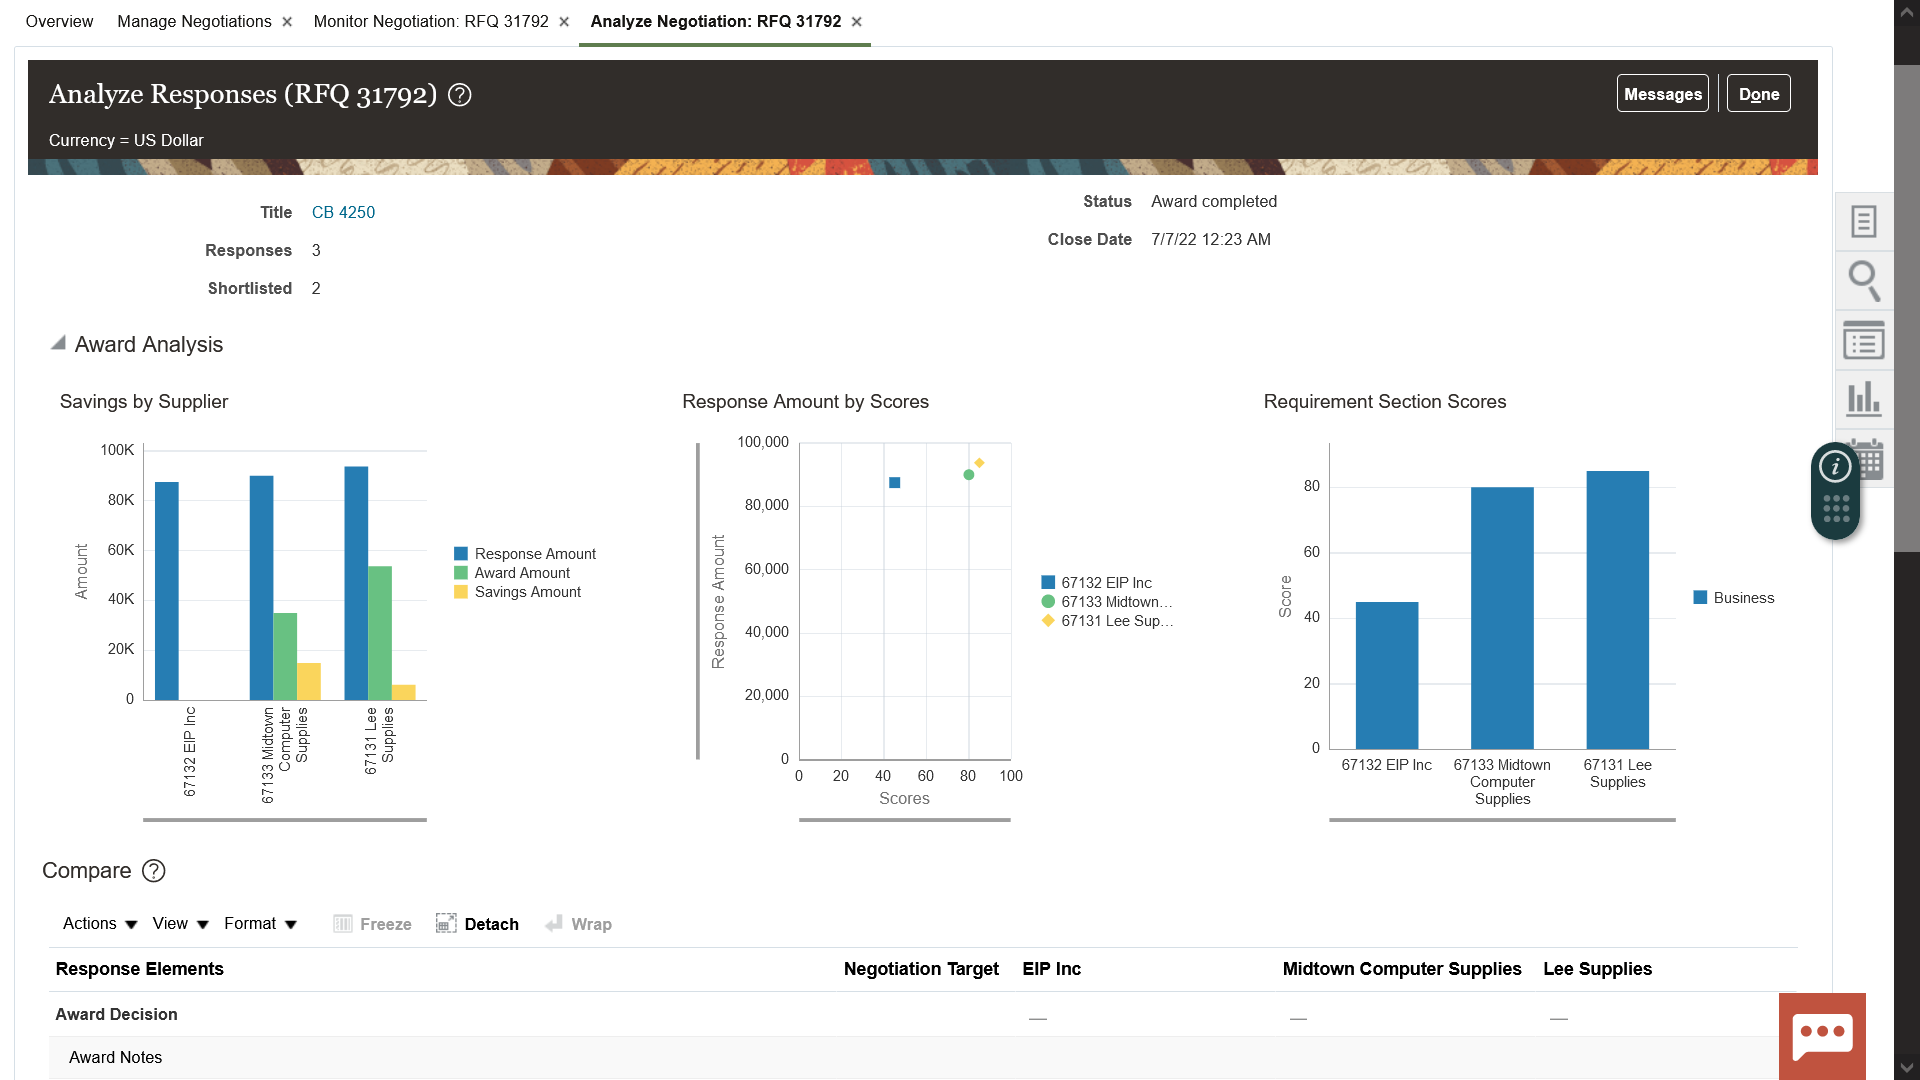 Overview
Manage Negotiations
Monitor Negotiation: RFQ 31792
Analyze Negotiation: RFQ 31792
Analyze Responses (RFQ 31792)
Messages
Done
Currency = US Dollar
Title CB 4250
Responses 3
Shortlisted 2
Status Award completed
Close Date 7/7/22 12:23 AM
Award Analysis
Savings by Supplier
100K
80K
60K
40K
20K
0
Amount
67132 EIP Inc
67133 Midtown
Computer
Supplies
67131 Lee
Supplies
Response Amount
Award Amount
Savings Amount
Response Amount by Scores
100,000
80,000
60,000
40,000
20,000
0
Response Amount
0 20 40 60 80 100
Scores
67132 EIP Inc
67133 Midtown...
67131 Lee Sup...
Requirement Section Scores
80
60
40
20
0
Score
67132 EIP Inc
67133 Midtown
Computer
Supplies
67131 Lee
Supplies
Business
Compare
Actions View Format Freeze Detach Wrap
Response Elements Negotiation Target EIP Inc Midtown Computer Supplies Lee Supplies
Award Decision — — —
Award Notes